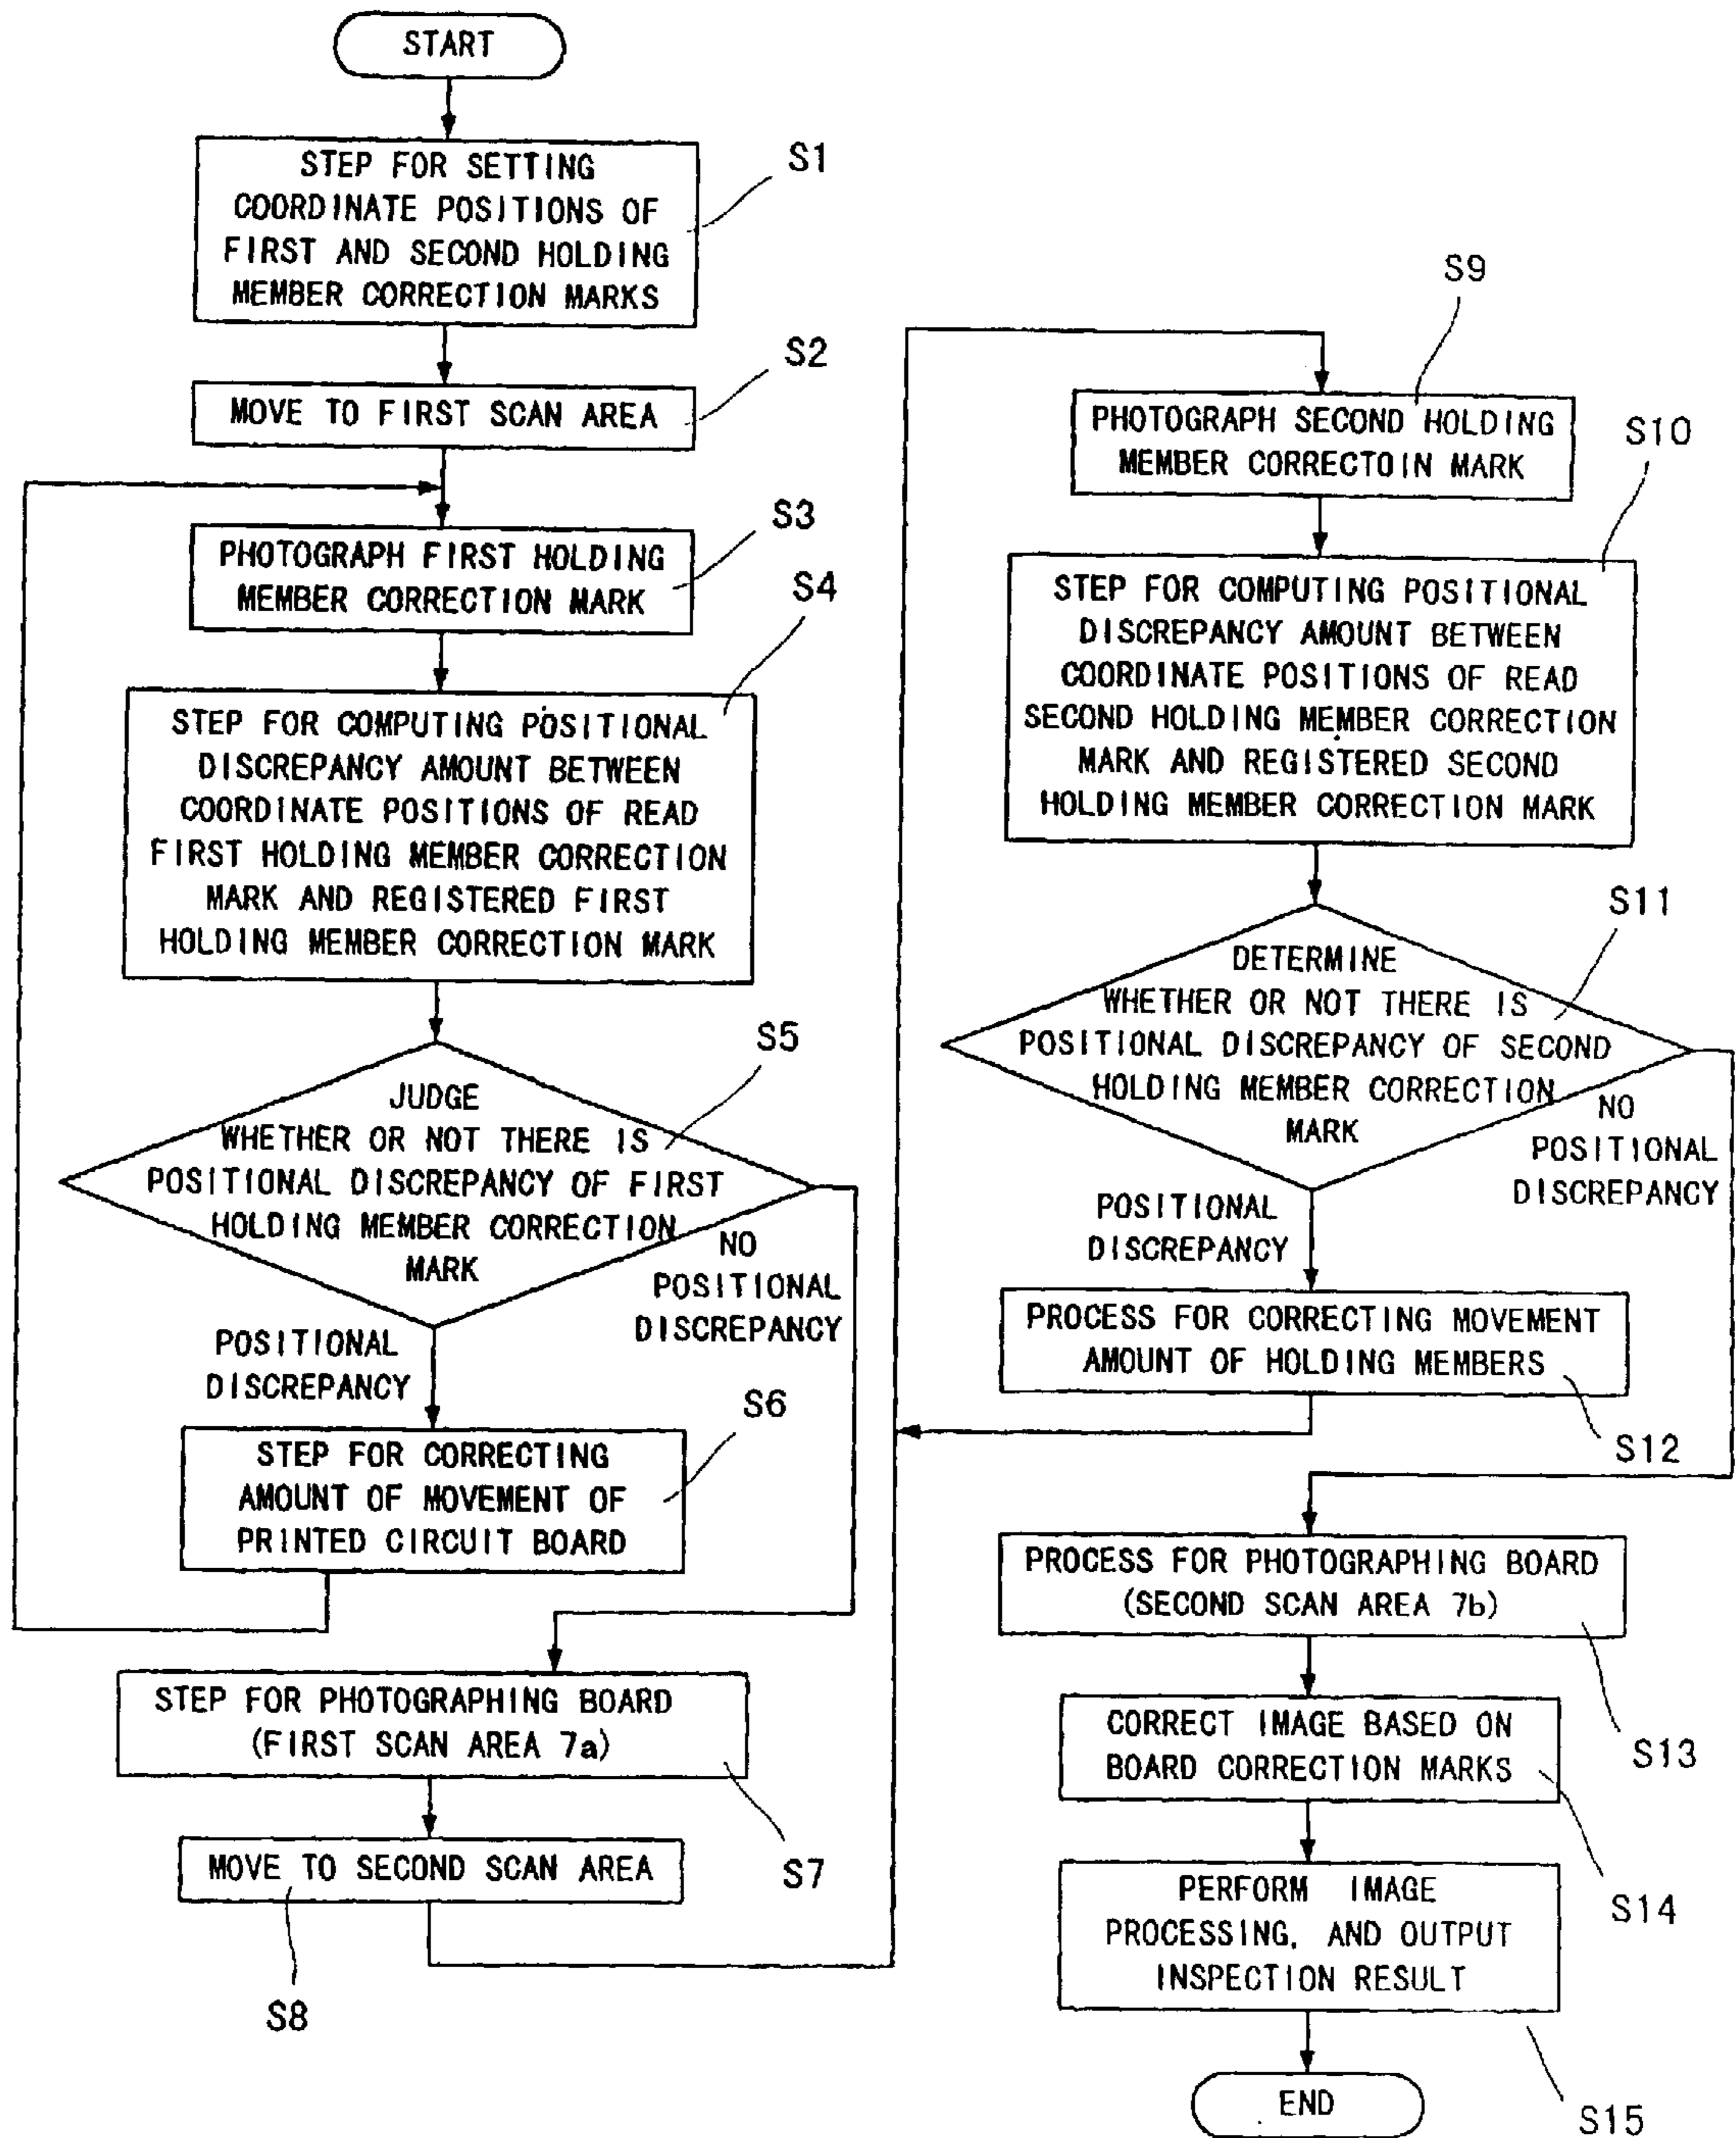 START
STEP FOR SETTING
COORDINATE POSITIONS OF
FIRST AND SECOND HOLDING
MEMBER CORRECTION MARKS
S1
MOVE TO FIRST SCAN AREA
S2
PHOTOGRAPH FIRST HOLDING
MEMBER CORRECTION MARK
S3
STEP FOR COMPUTING POSITIONAL
DISCREPANCY AMOUNT BETWEEN
COORDINATE POSITIONS OF READ
FIRST HOLDING MEMBER CORRECTION
MARK AND REGISTERED FIRST
HOLDING MEMBER CORRECTION MARK
S4
JUDGE
WHETHER OR NOT THERE IS
POSITIONAL DISCREPANCY OF FIRST
HOLDING MEMBER CORRECTION
MARK
S5
NO
POSITIONAL
DISCREPANCY
POSITIONAL
DISCREPANCY
STEP FOR CORRECTING
AMOUNT OF MOVEMENT OF
PRINTED CIRCUIT BOARD
S6
STEP FOR PHOTOGRAPHING BOARD
(FIRST SCAN AREA 7a)
S7
MOVE TO SECOND SCAN AREA
S8
S9
PHOTOGRAPH SECOND HOLDING
MEMBER CORRECTOIN MARK
S10
STEP FOR COMPUTING POSITIONAL
DISCREPANCY AMOUNT BETWEEN
COORDINATE POSITIONS OF READ
SECOND HOLDING MEMBER CORRECTION
MARK AND REGISTERED SECOND
HOLDING MEMBER CORRECTION MARK
S11
DETERMINE
WHETHER OR NOT THERE IS
POSITIONAL DISCREPANCY OF SECOND
HOLDING MEMBER CORRECTION
MARK
NO
POSITIONAL
DISCREPANCY
POSITIONAL
DISCREPANCY
PROCESS FOR CORRECTING MOVEMENT
AMOUNT OF HOLDING MEMBERS
S12
PROCESS FOR PHOTOGRAPHING BOARD
(SECOND SCAN AREA 7b)
S13
CORRECT IMAGE BASED ON
BOARD CORRECTION MARKS
S14
PERFORM IMAGE
PROCESSING, AND OUTPUT
INSPECTION RESULT
S15
END